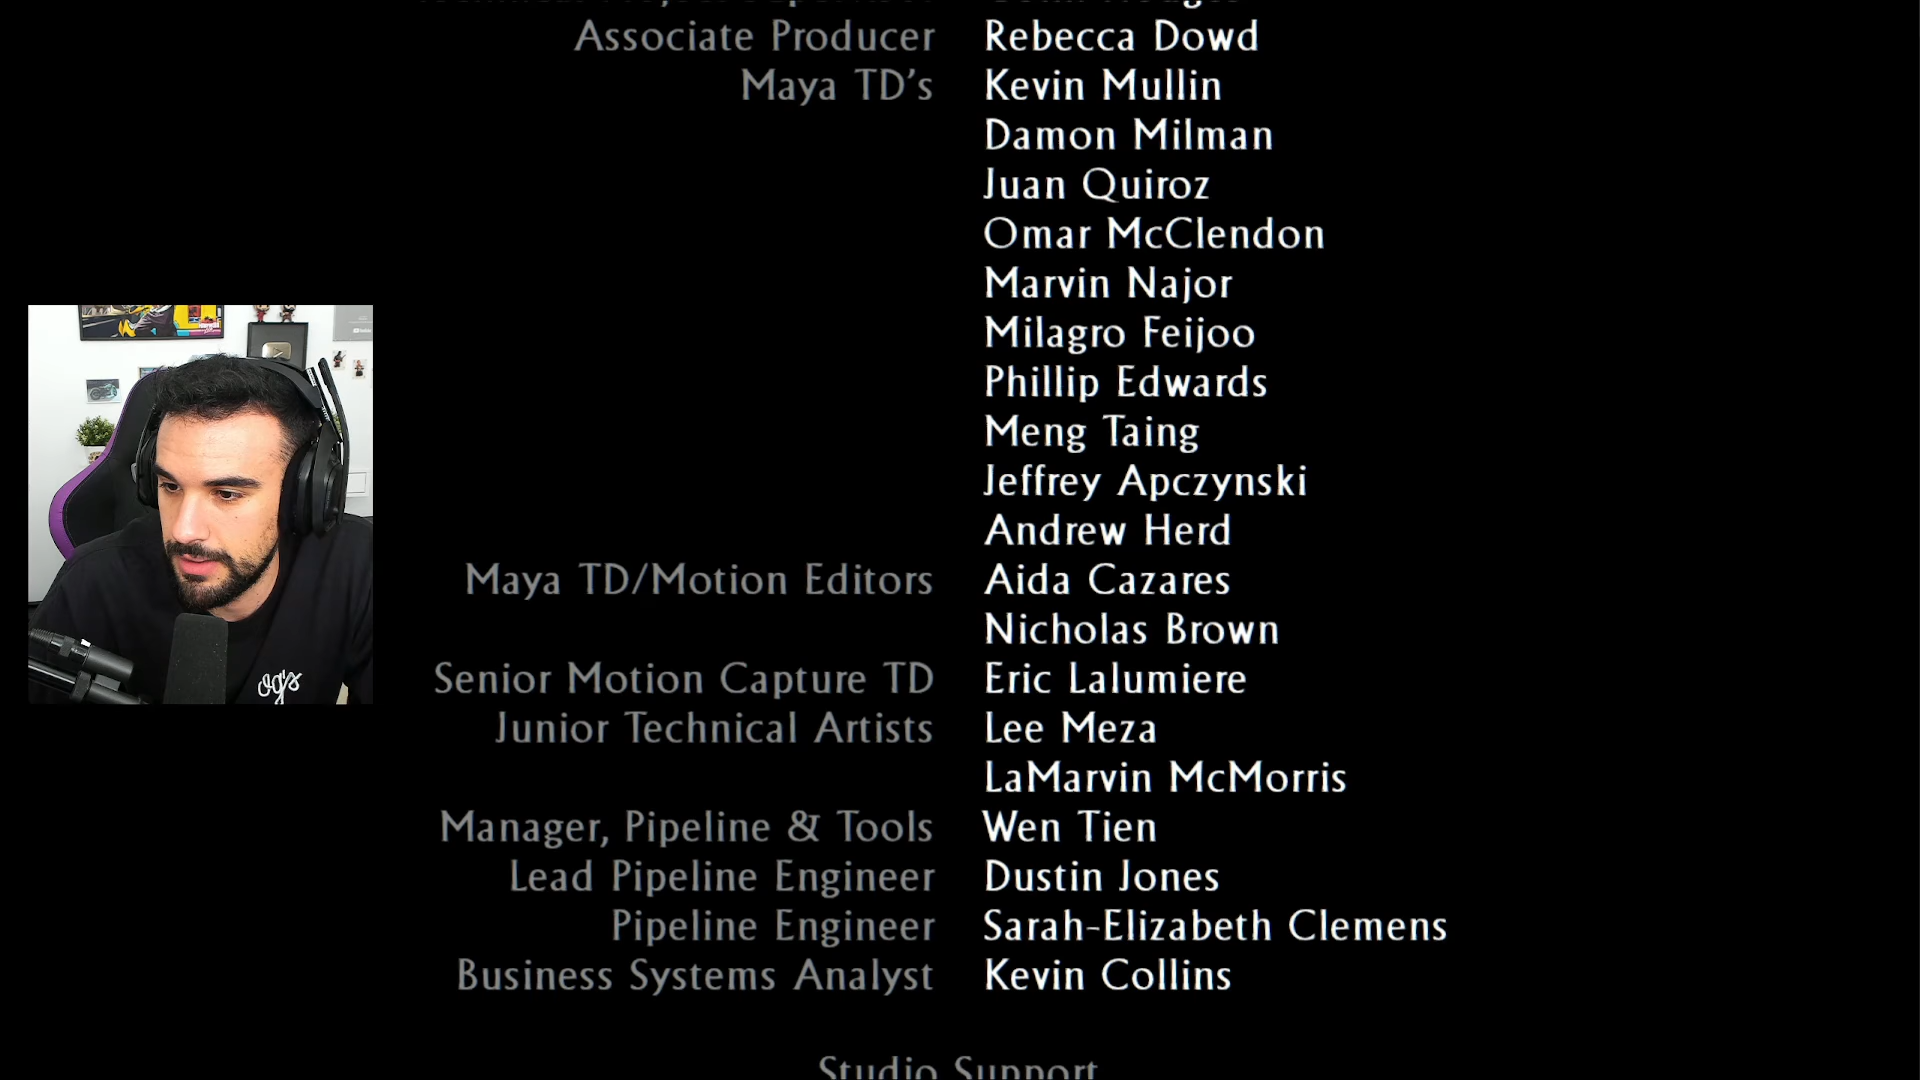 Associate Producer Rebecca Dowd
Maya TD's Kevin Mullin
Damon Milman
Juan Quiroz
Omar McClendon
Marvin Najor
Milagro Feijoo
Phillip Edwards
Meng Taing
Jeffrey Apczynski
Andrew Herd
Maya TD/Motion Editors Aida Cazares
Nicholas Brown
Senior Motion Capture TD Eric Lalumiere
Junior Technical Artists Lee Meza
LaMarvin McMorris
Manager, Pipeline & Tools Wen Tien
Lead Pipeline Engineer Dustin Jones
Pipeline Engineer Sarah-Elizabeth Clemens
Business Systems Analyst Kevin Collins
Studio Support
og's